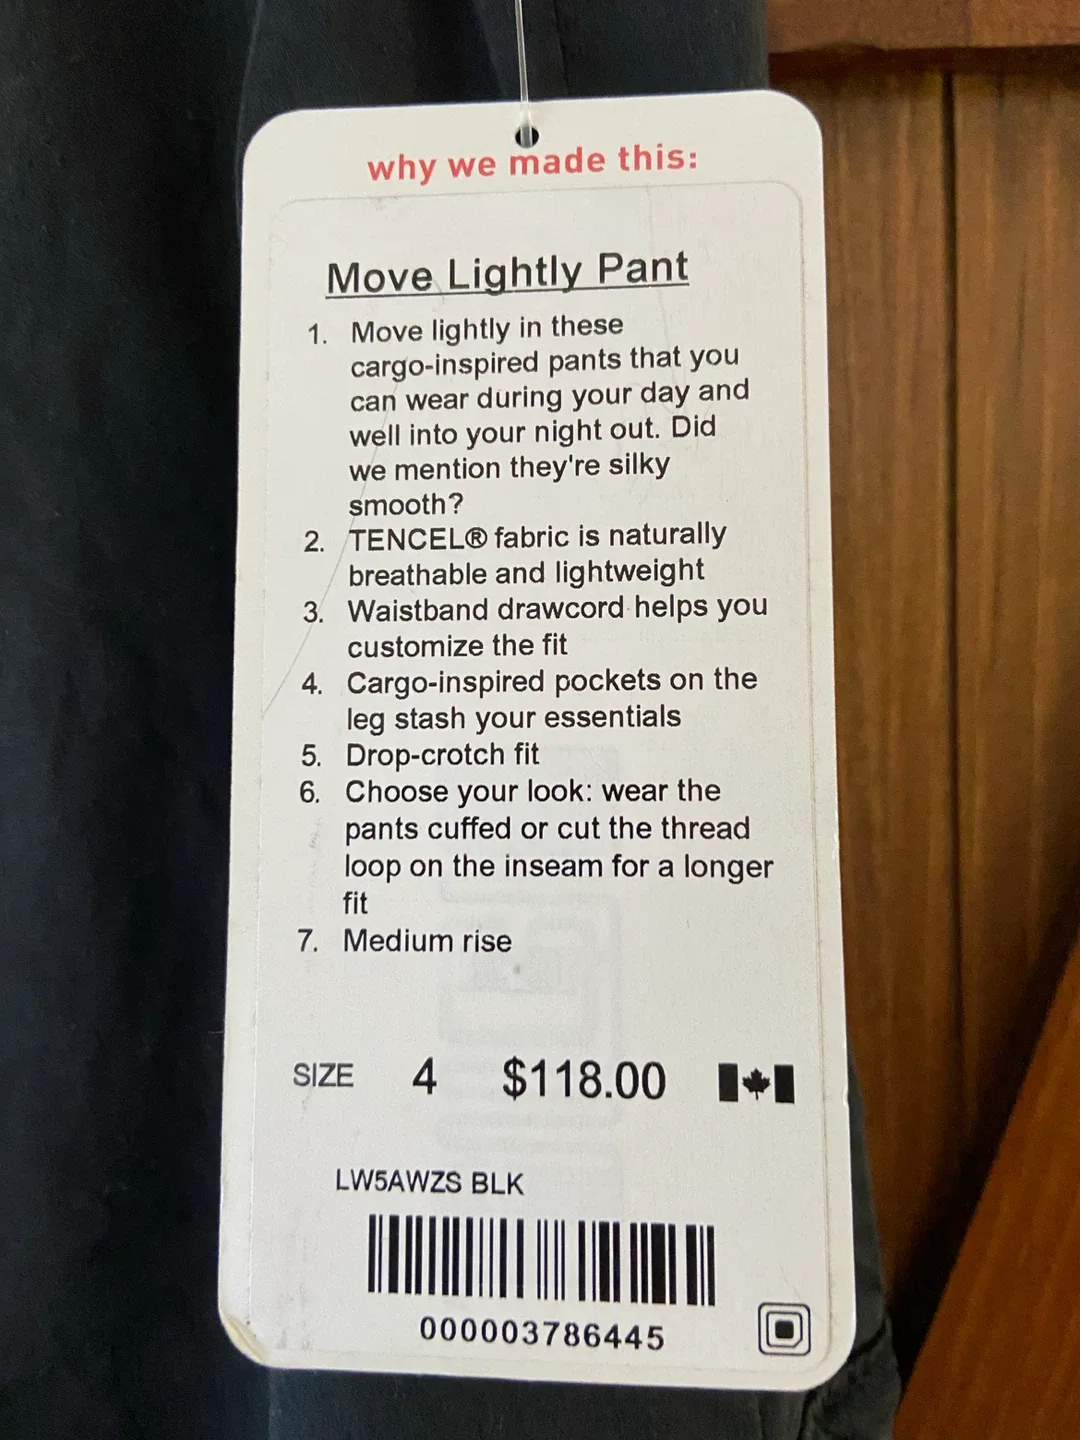 why we made this:
Move Lightly Pant
1. Move lightly in these
cargo-inspired pants that you
can wear during your day and
well into your night out. Did
we mention they're silky
smooth?
2. TENCEL® fabric is naturally
breathable and lightweight
3. Waistband drawcord helps you
customize the fit
4. Cargo-inspired pockets on the
leg stash your essentials
5. Drop-crotch fit
6. Choose your look: wear the
pants cuffed or cut the thread
loop on the inseam for a longer
fit
7. Medium rise
SIZE 4 $118.00
LW5AWZS BLK
000003786445